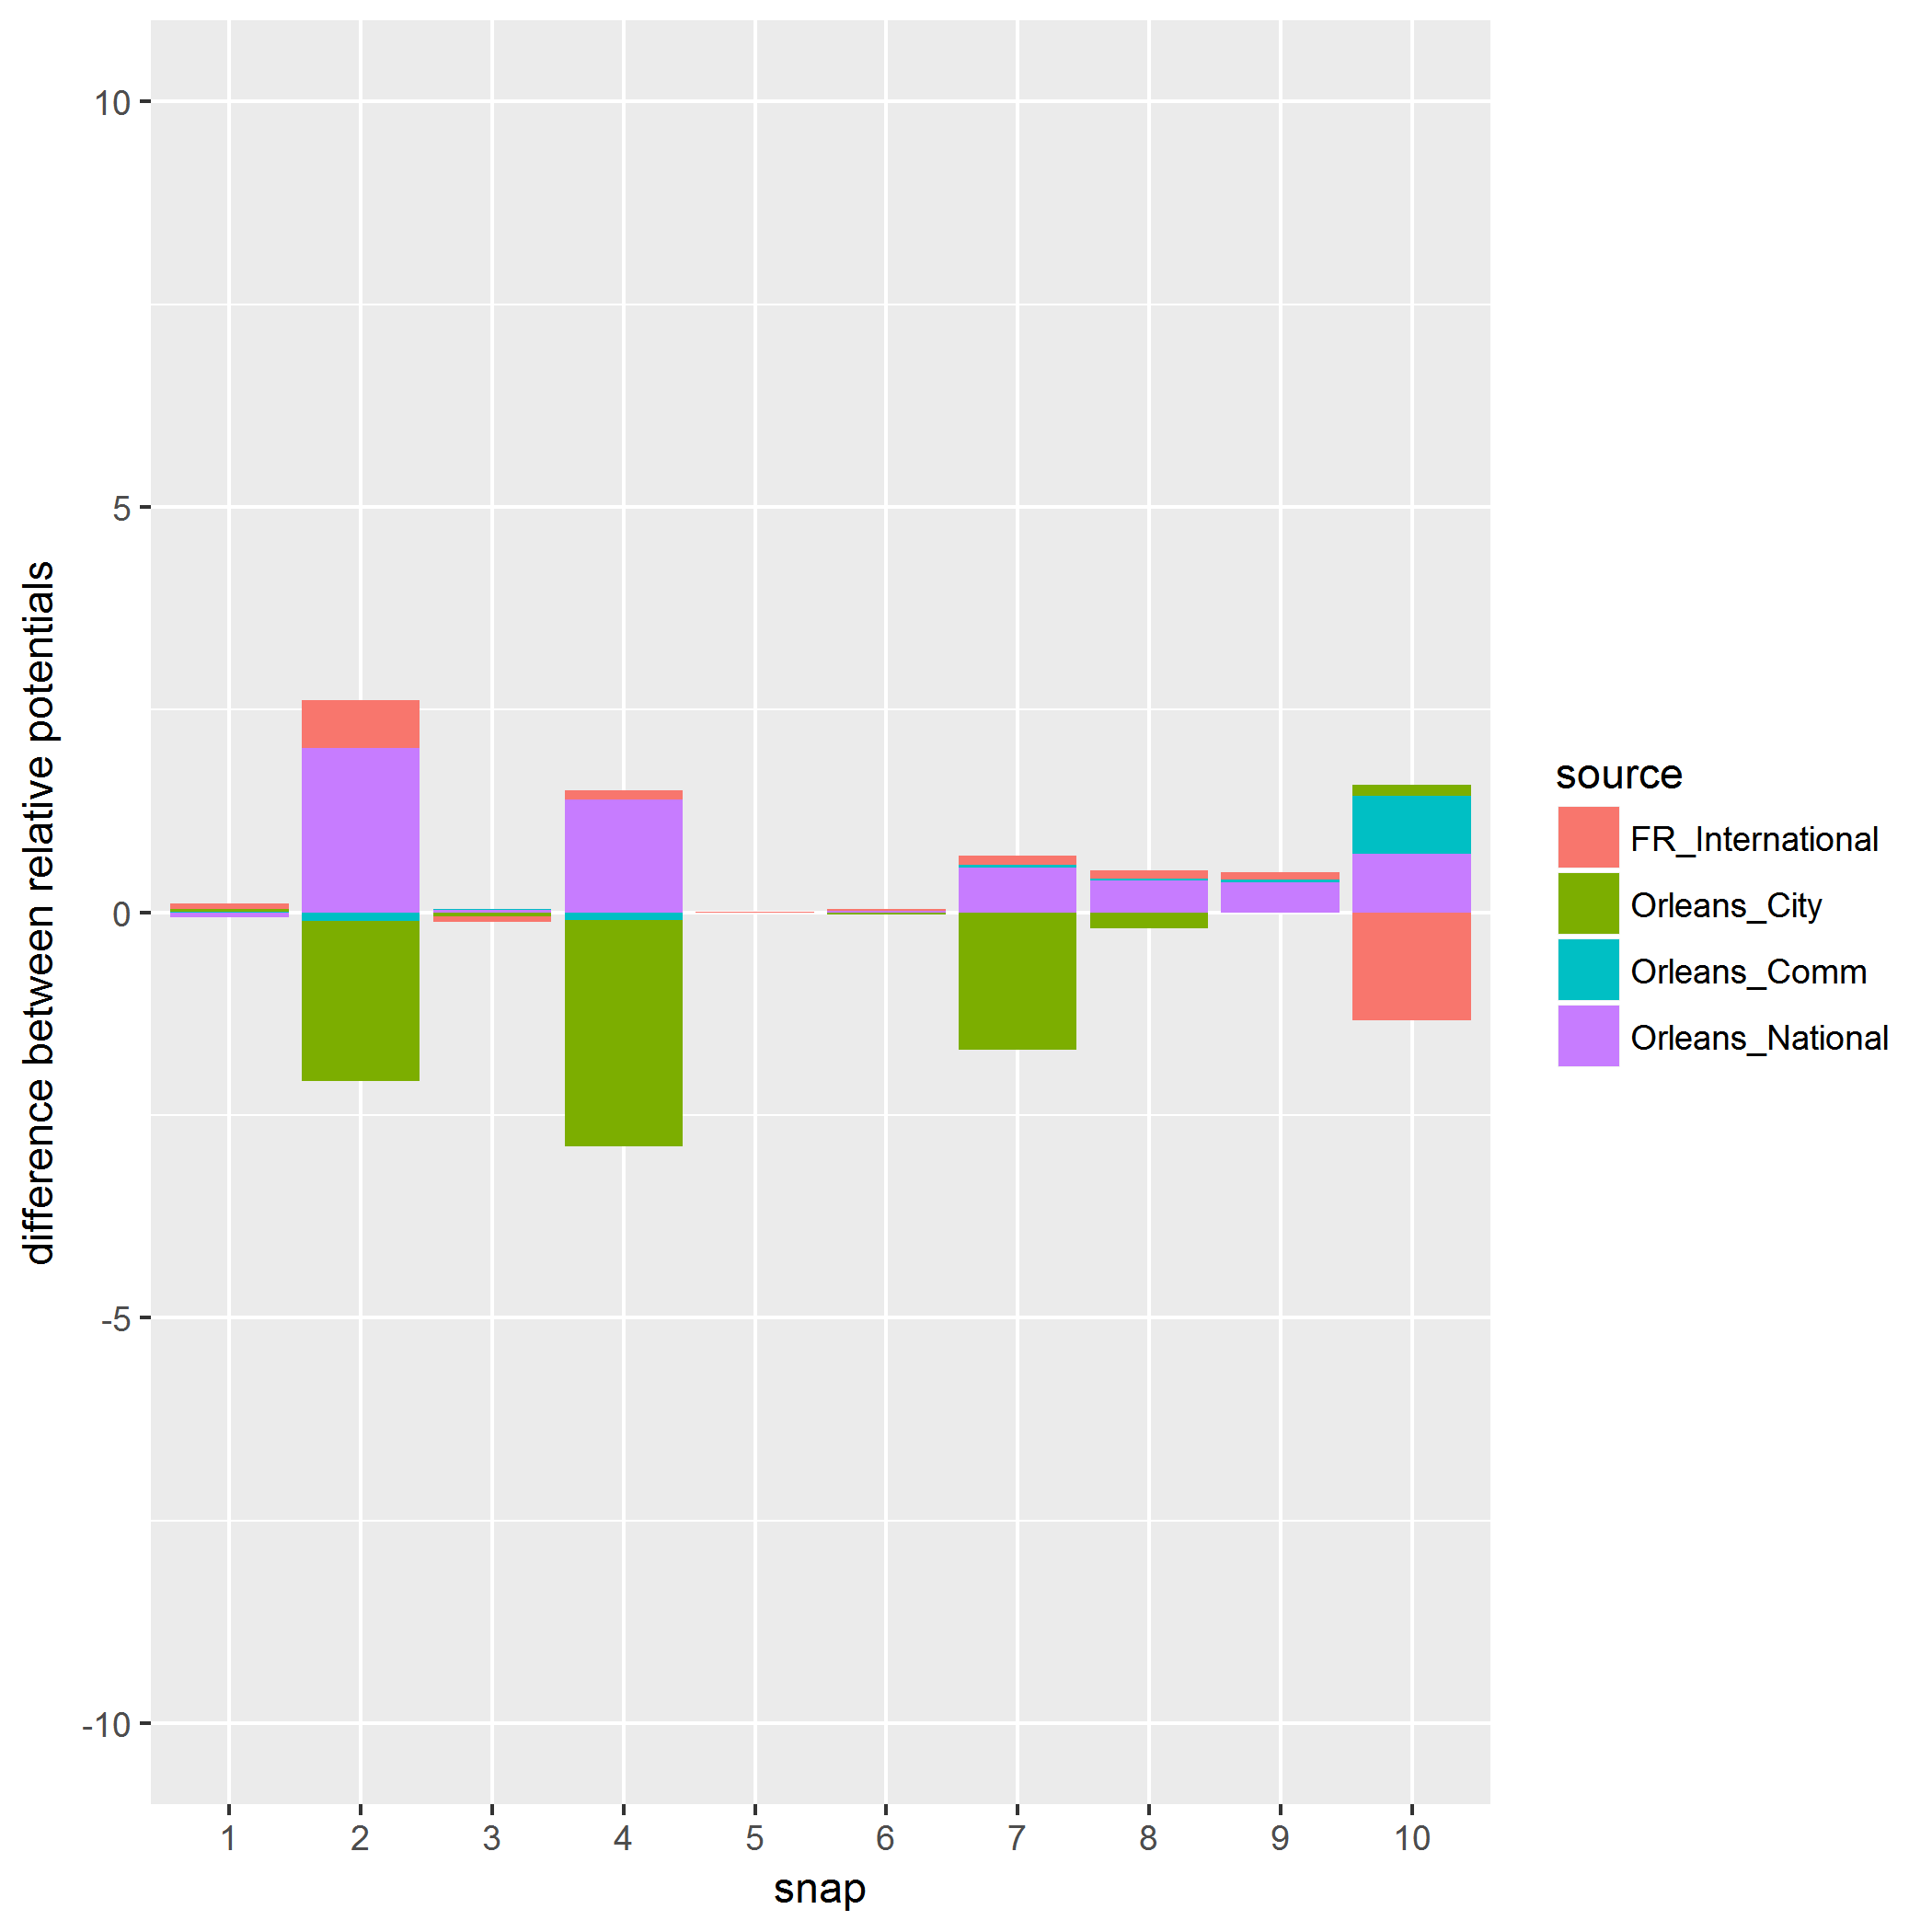 difference between relative potentials
10
5
0
-5
-10
1 2 3 4 5 6 7 8 9 10
snap
source
FR_International
Orleans_City
Orleans_Comm
Orleans_National